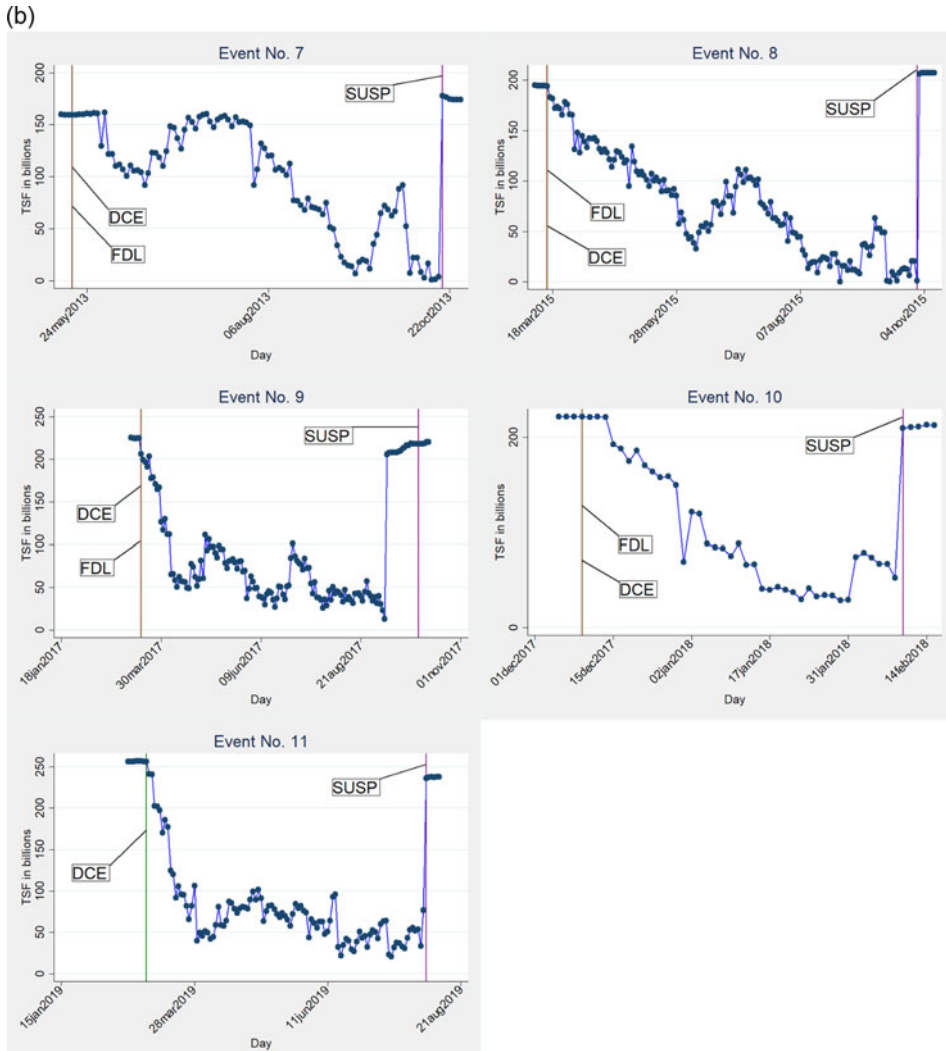 (b)
Event No. 7
TSF in billions
200
150
100
50
0
SUSP
DCE
FDL
24may2013
06aug2013
22oct2013
Day
Event No. 8
TSF in billions
200
150
100
50
0
SUSP
FDL
DCE
18mar2015
28may2015
07aug2015
04nov2015
Day
Event No. 9
TSF in billions
250
200
150
100
50
0
SUSP
DCE
FDL
18jan2017
30mar2017
09jun2017
21aug2017
01nov2017
Day
Event No. 10
TSF in billions
200
0
SUSP
FDL
DCE
01dec2017
15dec2017
02jan2018
17jan2018
31jan2018
14feb2018
Day
Event No. 11
TSF in billions
250
200
150
100
50
0
SUSP
DCE
15jan2019
28mar2019
11jun2019
21aug2019
Day